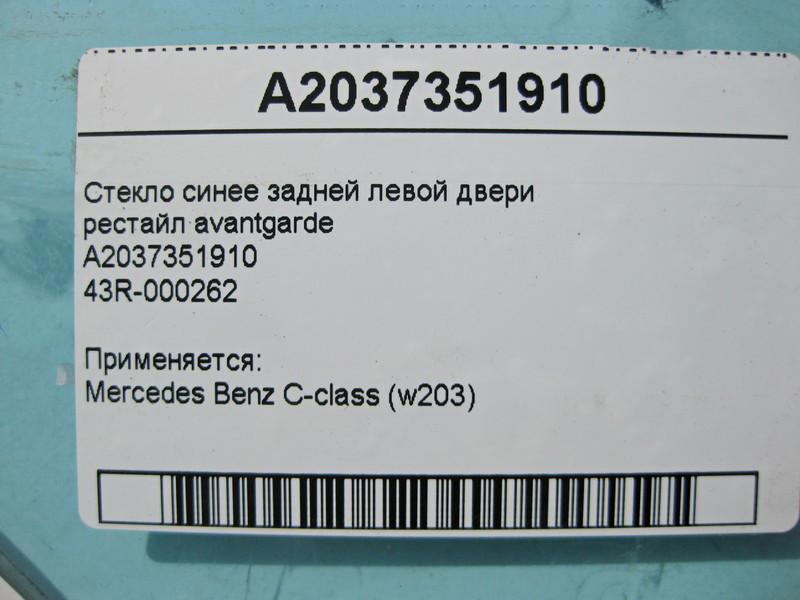 A2037351910
Стекло синее задней левой двери
рестайл avantgarde
A2037351910
43R-000262
Применяется:
Mercedes Benz C-class (w203)